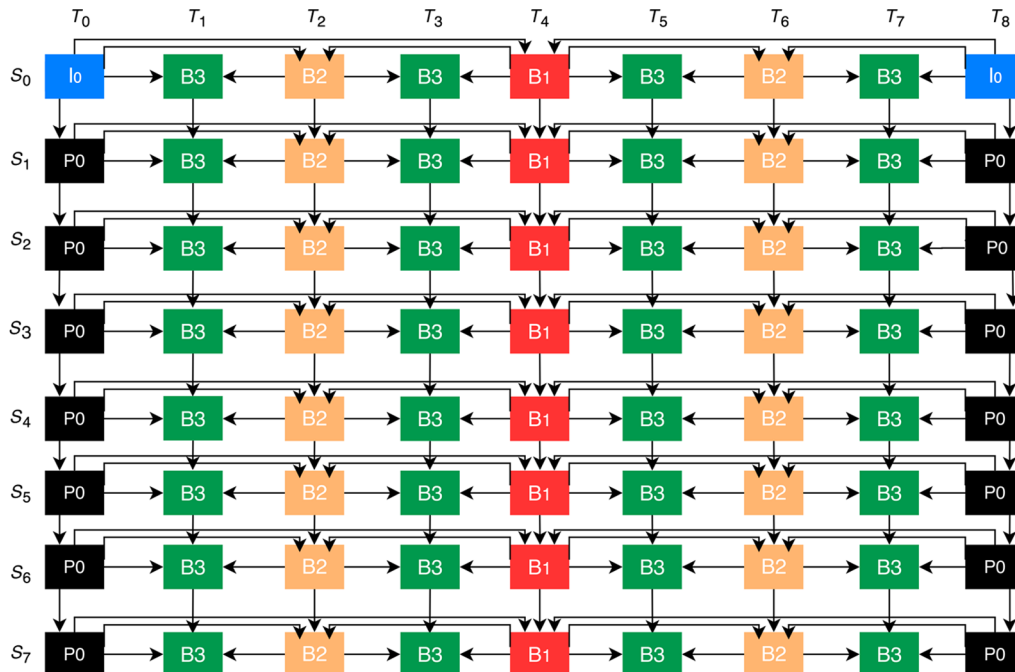 T₀ T₁ T₂ T₃ T₄ T₅ T₆ T₇ T₈
S₀ I₀ B3 B2 B3 B1 B3 B2 B3 I₀
S₁ P0 B3 B2 B3 B1 B3 B2 B3 P0
S₂ P0 B3 B2 B3 B1 B3 B2 B3 P0
S₃ P0 B3 B2 B3 B1 B3 B2 B3 P0
S₄ P0 B3 B2 B3 B1 B3 B2 B3 P0
S₅ P0 B3 B2 B3 B1 B3 B2 B3 P0
S₆ P0 B3 B2 B3 B1 B3 B2 B3 P0
S₇ P0 B3 B2 B3 B1 B3 B2 B3 P0